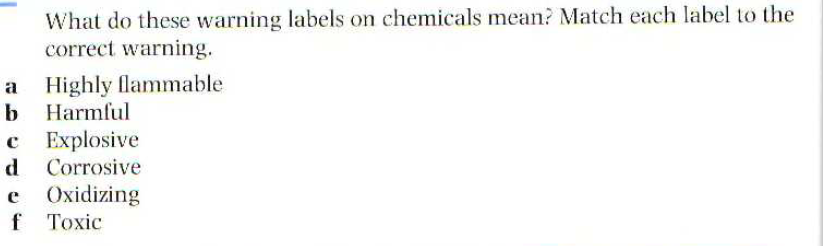 What do these warning labels on chemicals mean? Match each label to the
correct warning.
a Highly flammable
b Harmful
c Explosive
d Corrosive
e Oxidizing
f Toxic